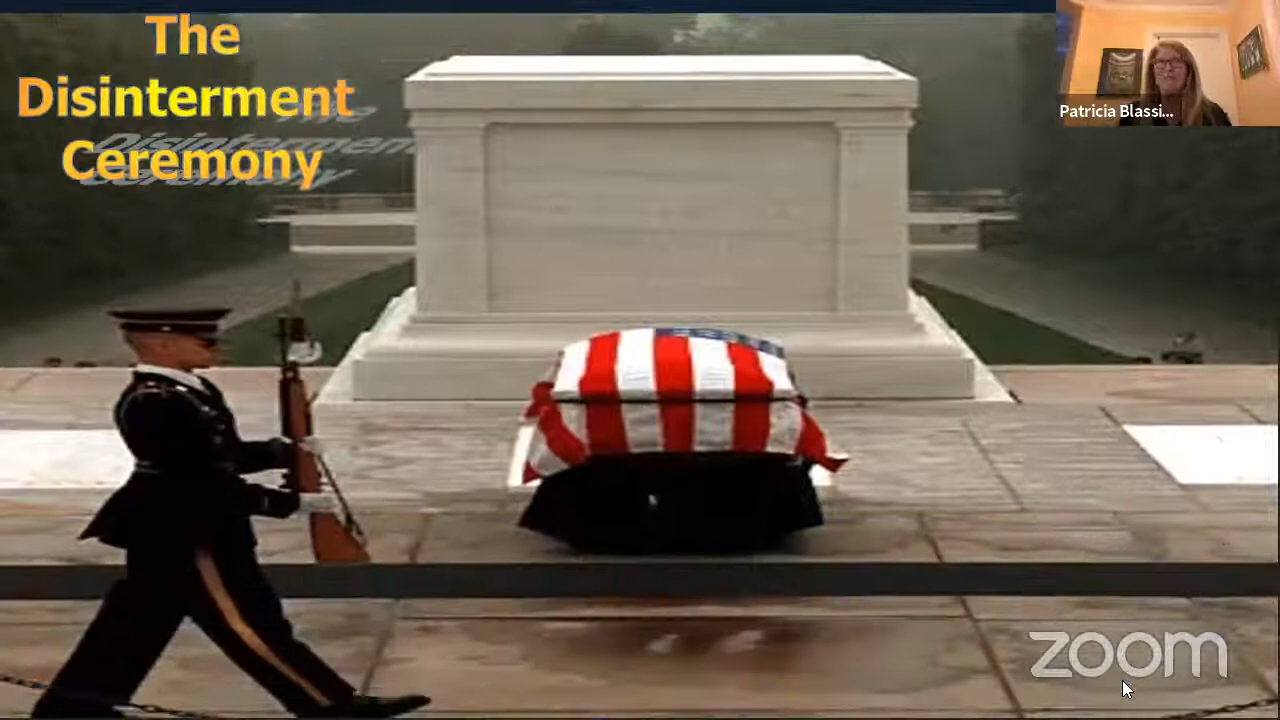 The
Disinterment
Ceremony
Patricia Blassi...
zoom